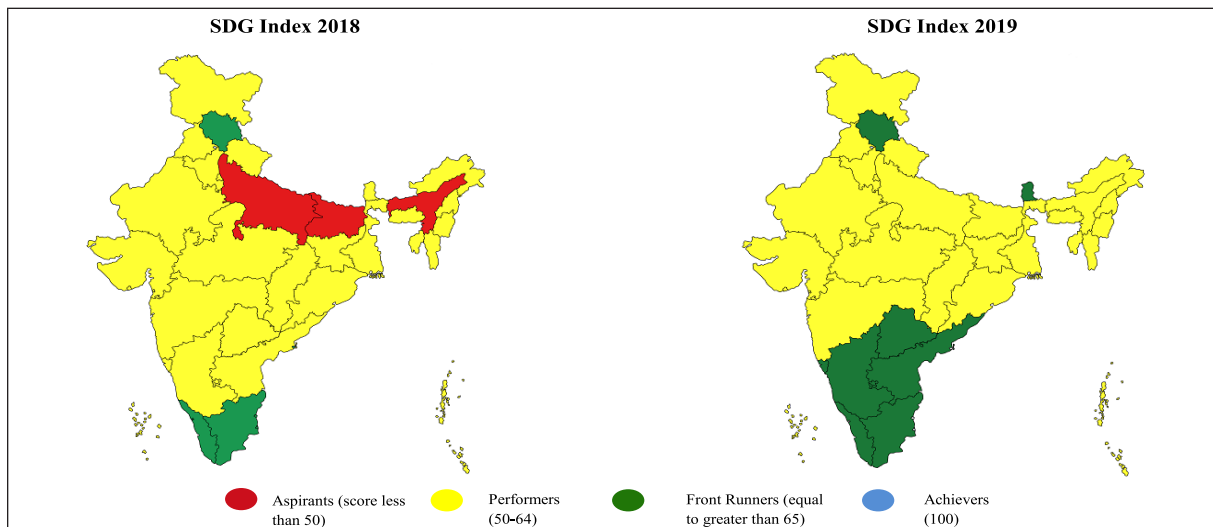 SDG Index 2018
SDG Index 2019
Aspirants (score less
than 50)
Performers
(50-64)
Front Runners (equal
to greater than 65)
Achievers
(100)